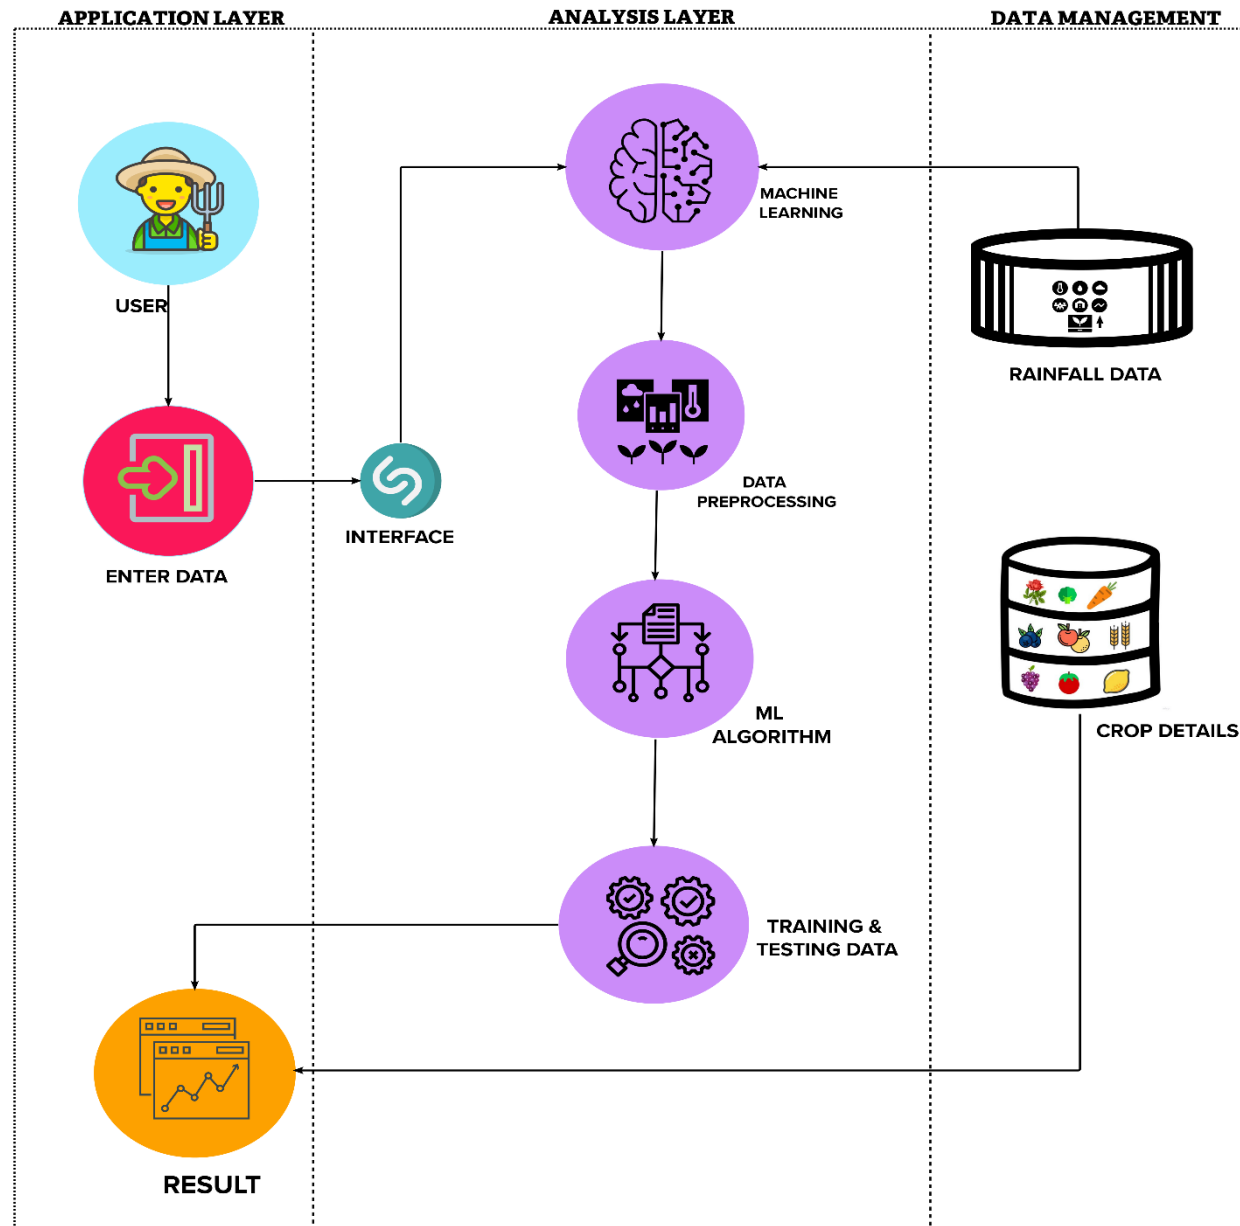 APPLICATION LAYER
ANALYSIS LAYER
DATA MANAGEMENT
MACHINE
LEARNING
USER
RAINFALL DATA
DATA
PREPROCESSING
INTERFACE
ENTER DATA
ML
ALGORITHM
CROP DETAILS
TRAINING &
TESTING DATA
RESULT